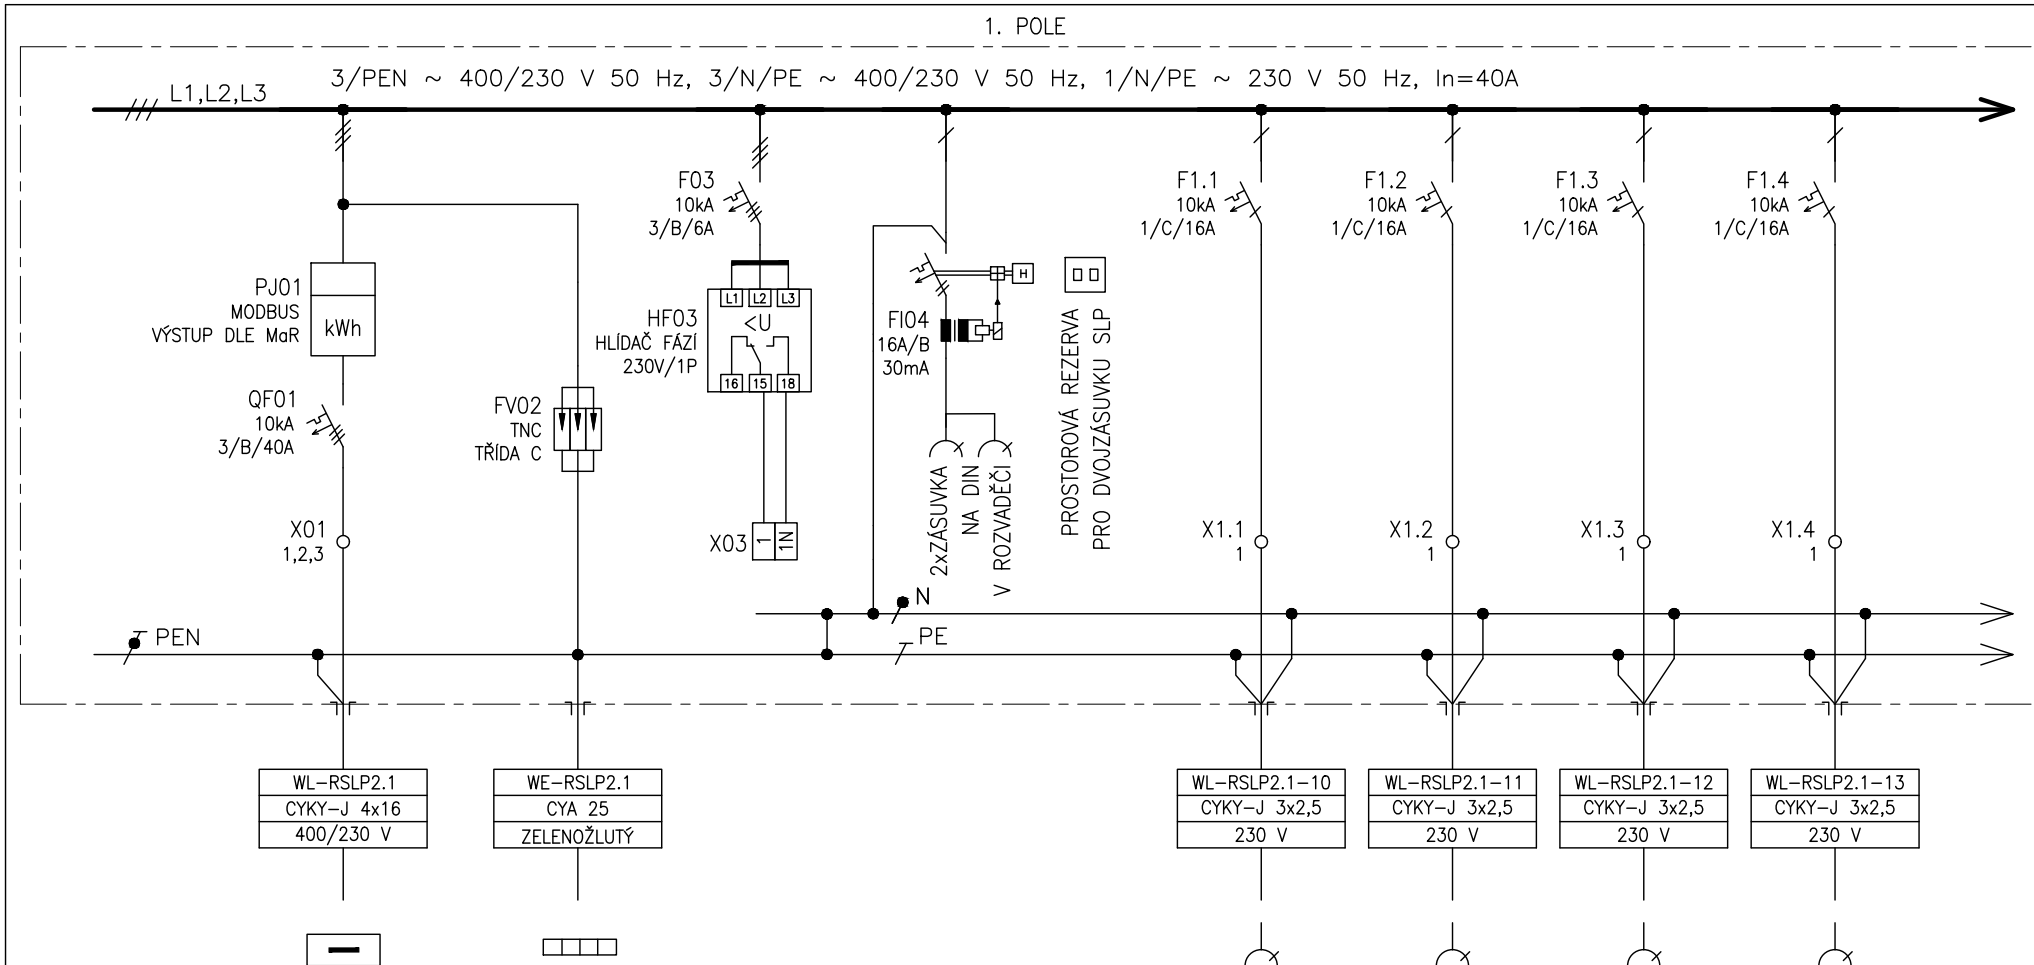 1. POLE
3/PEN ~ 400/230 V 50 Hz, 3/N/PE ~ 400/230 V 50 Hz, 1/N/PE ~ 230 V 50 Hz, In=40A
L1,L2,L3
PJ01
MODBUS
VÝSTUP DLE MaR
kWh
QF01
10kA
3/B/40A
X01
1,2,3
FV02
TNC
TŘÍDA C
F03
10kA
3/B/6A
L1 L2 L3
HF03
HLÍDAČ FÁZÍ
230V/1P
<U
16 15 18
X03
1
1N
H
FI04
16A/B
30mA
2xZÁSUVKA
NA DIN
V ROZVADĚČI
PROSTOROVÁ REZERVA
PRO DVOJZÁSUVKU SLP
F1.1
10kA
1/C/16A
X1.1
1
F1.2
10kA
1/C/16A
X1.2
1
F1.3
10kA
1/C/16A
X1.3
1
F1.4
10kA
1/C/16A
X1.4
1
N
PEN
PE
WL-RSLP2.1
CYKY-J 4x16
400/230 V
WE-RSLP2.1
CYA 25
ZELENOŽLUTÝ
WL-RSLP2.1-10
CYKY-J 3x2,5
230 V
WL-RSLP2.1-11
CYKY-J 3x2,5
230 V
WL-RSLP2.1-12
CYKY-J 3x2,5
230 V
WL-RSLP2.1-13
CYKY-J 3x2,5
230 V